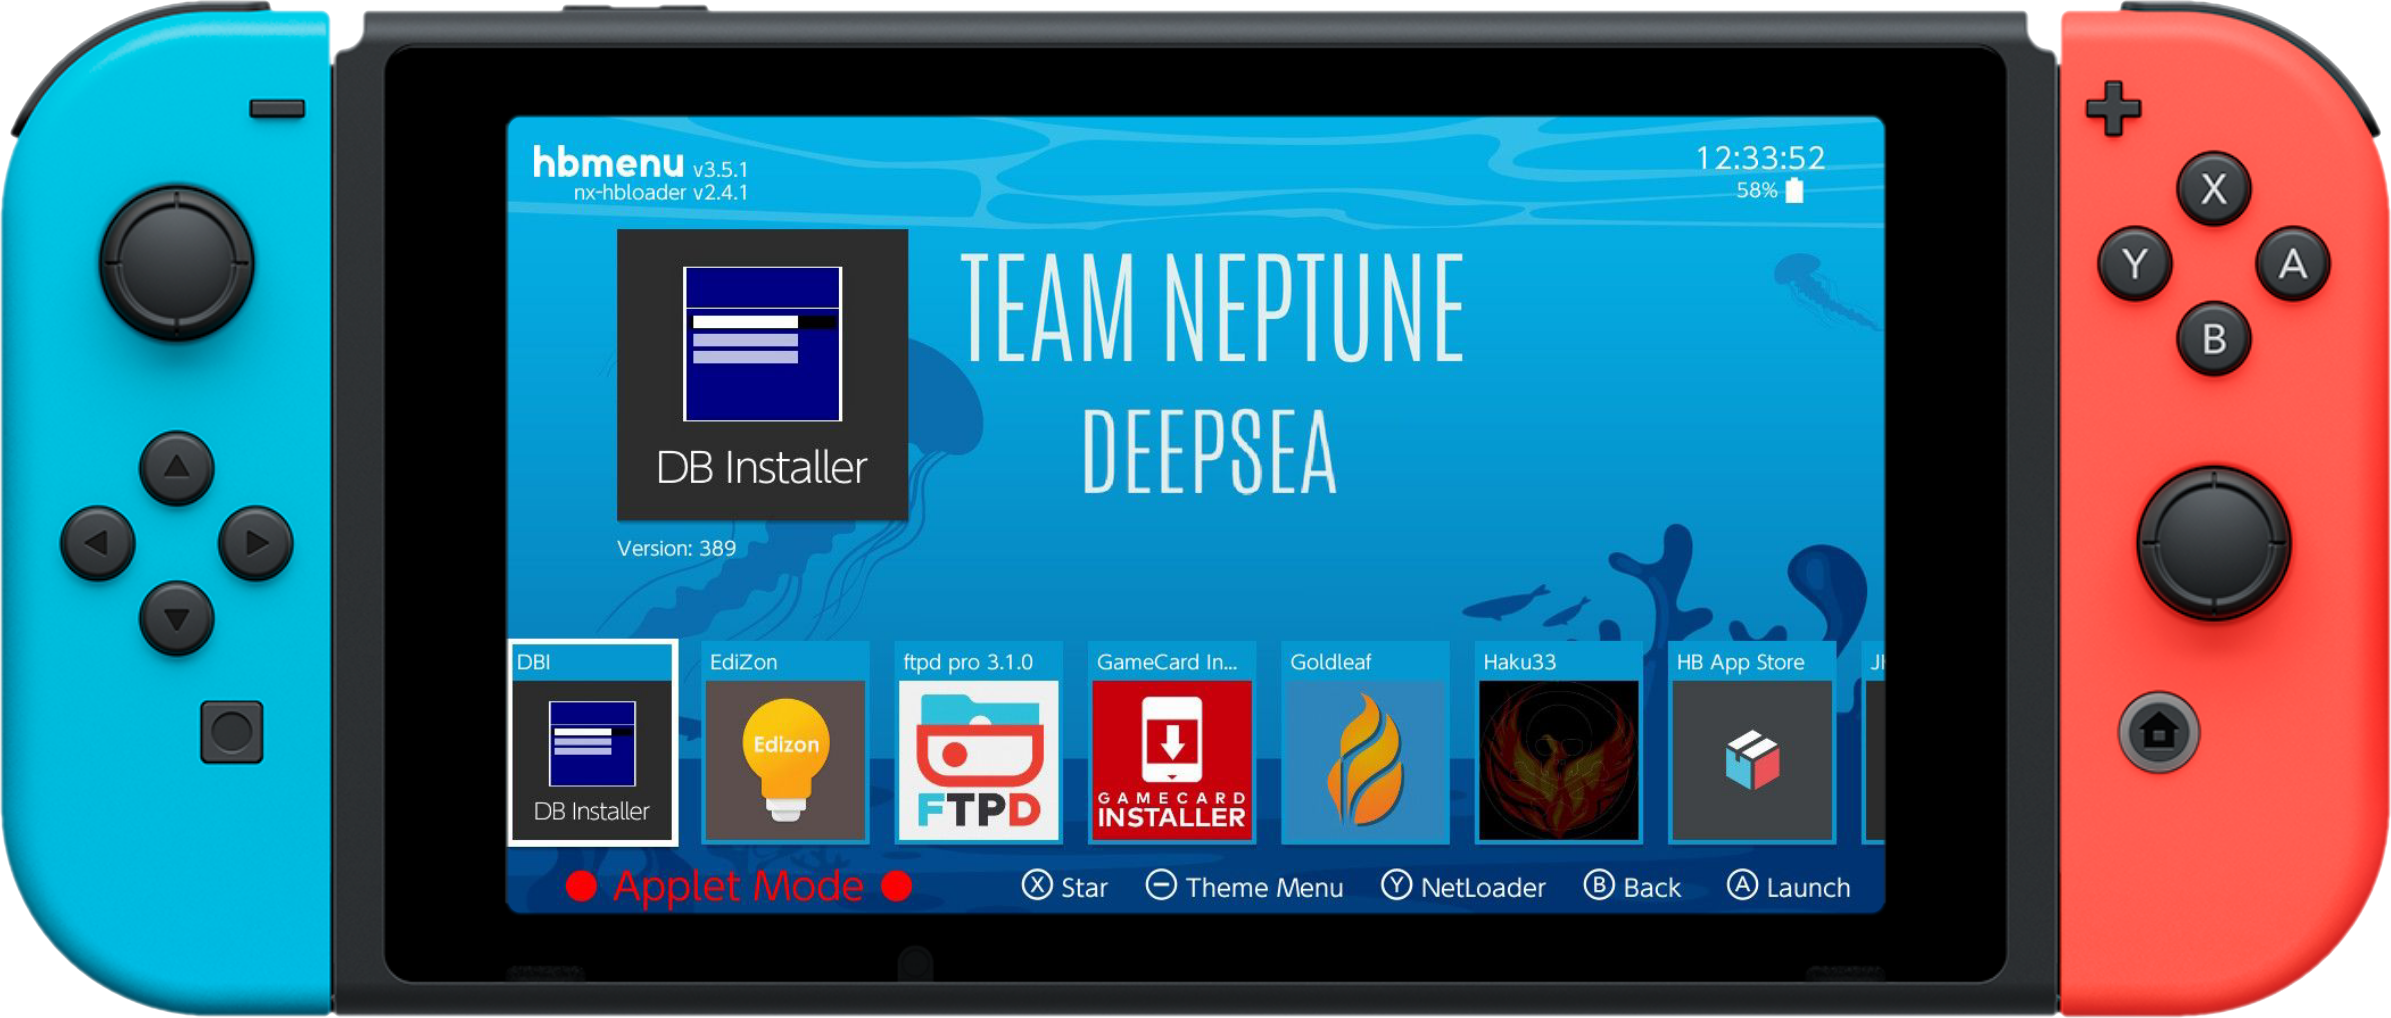 hbmenu v3.5.1
nx-hbloader v2.4.1
12:33:52
58%
TEAM NEPTUNE
DEEPSEA
DB Installer
Version: 389
DBI
DB Installer
EdiZon
Edizon
ftpd pro 3.1.0
FTPD
GameCard In...
GAMECARD
INSTALLER
Goldleaf
Haku33
HB App Store
Applet Mode
X Star
Theme Menu
Y NetLoader
B Back
A Launch
X
Y
A
B